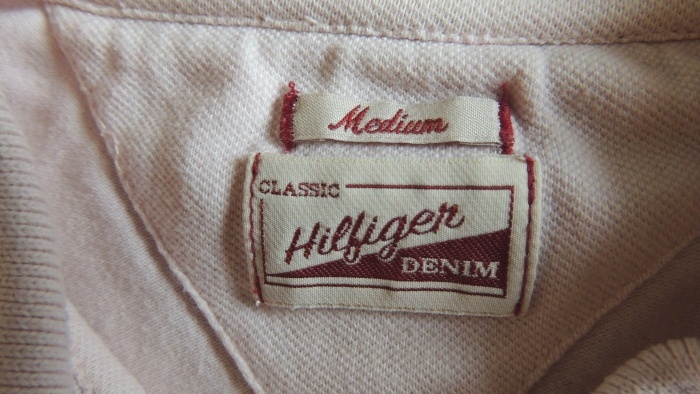 Medium
CLASSIC
Hilfiger
DENIM